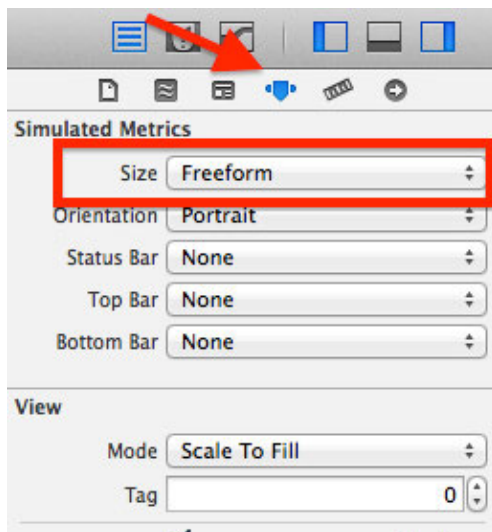 Simulated Metrics
Size Freeform
Orientation Portrait
Status Bar None
Top Bar None
Bottom Bar None
View
Mode Scale To Fill
Tag 0